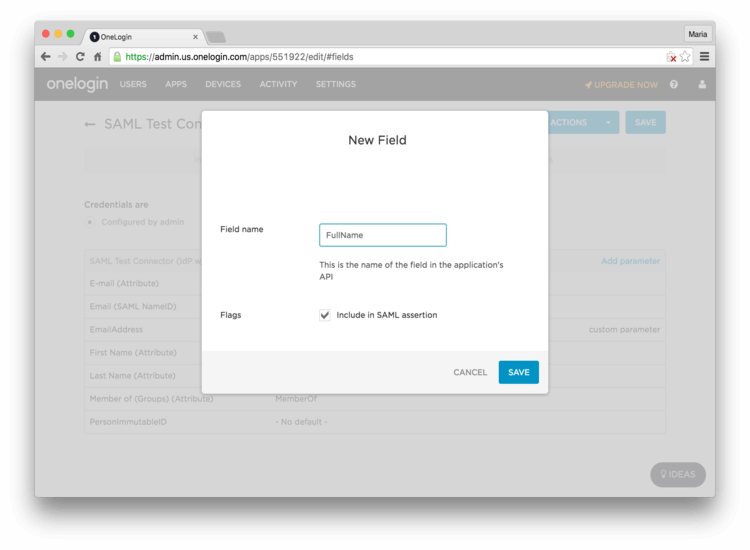 OneLogin
Maria
https://admin.us.onelogin.com/apps/551922/edit/#fields
onelogin USERS APPS DEVICES ACTIVITY SETTINGS UPGRADE NOW
← SAML Test Con
ACTIONS SAVE
New Field
Credentials are
Configured by admin
Field name
FullName
This is the name of the field in the application's
API
SAML Test Connector (IdP w
Add parameter
E-mail (Attribute)
Email (SAML NameID)
Flags
Include in SAML assertion
EmailAddress
custom parameter
First Name (Attribute)
Last Name (Attribute)
CANCEL SAVE
Member of (Groups) (Attribute) MemberOf
PersonImmutableID - No default -
IDEAS